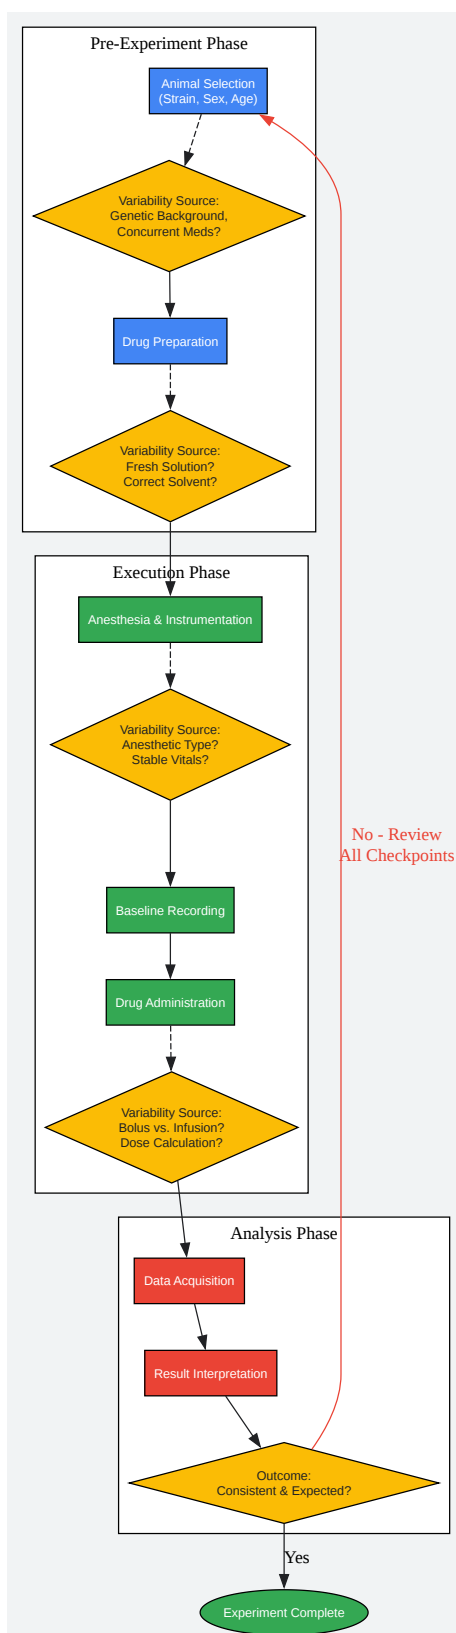 Pre-Experiment Phase
Animal Selection
(Strain, Sex, Age)
Variability Source:
Genetic Background,
Concurrent Meds?
Drug Preparation
Variability Source:
Fresh Solution?
Correct Solvent?
Execution Phase
Anesthesia & Instrumentation
Variability Source:
Anesthetic Type?
Stable Vitals?
No - Review
All Checkpoints
Baseline Recording
Drug Administration
Variability Source:
Bolus vs. Infusion?
Dose Calculation?
Analysis Phase
Data Acquisition
Result Interpretation
Outcome:
Consistent & Expected?
Yes
Experiment Complete